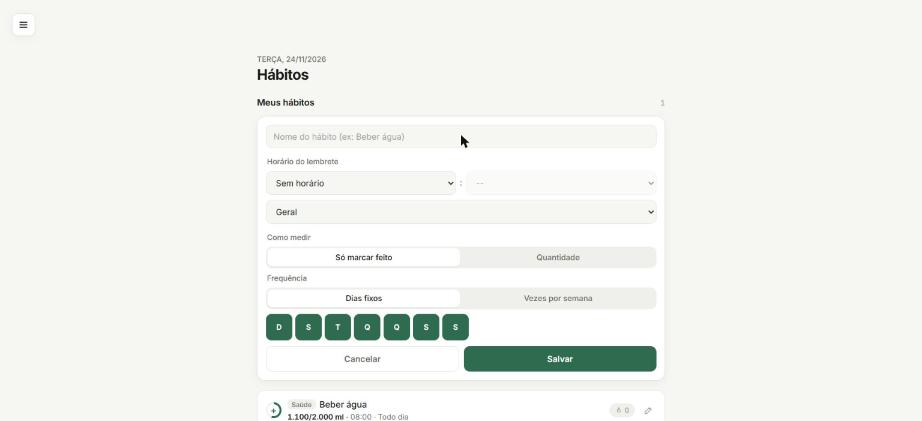 TERÇA, 24/11/2026
Hábitos
Meus hábitos 1
Nome do hábito (ex: Beber água)
Horário do lembrete
Sem horário : --
Geral
Como medir
Só marcar feito Quantidade
Frequência
Dias fixos Vezes por semana
D S T Q Q S S
Cancelar Salvar
Saúde Beber água
0
1.100/2.000 ml · 08:00 · Todo dia